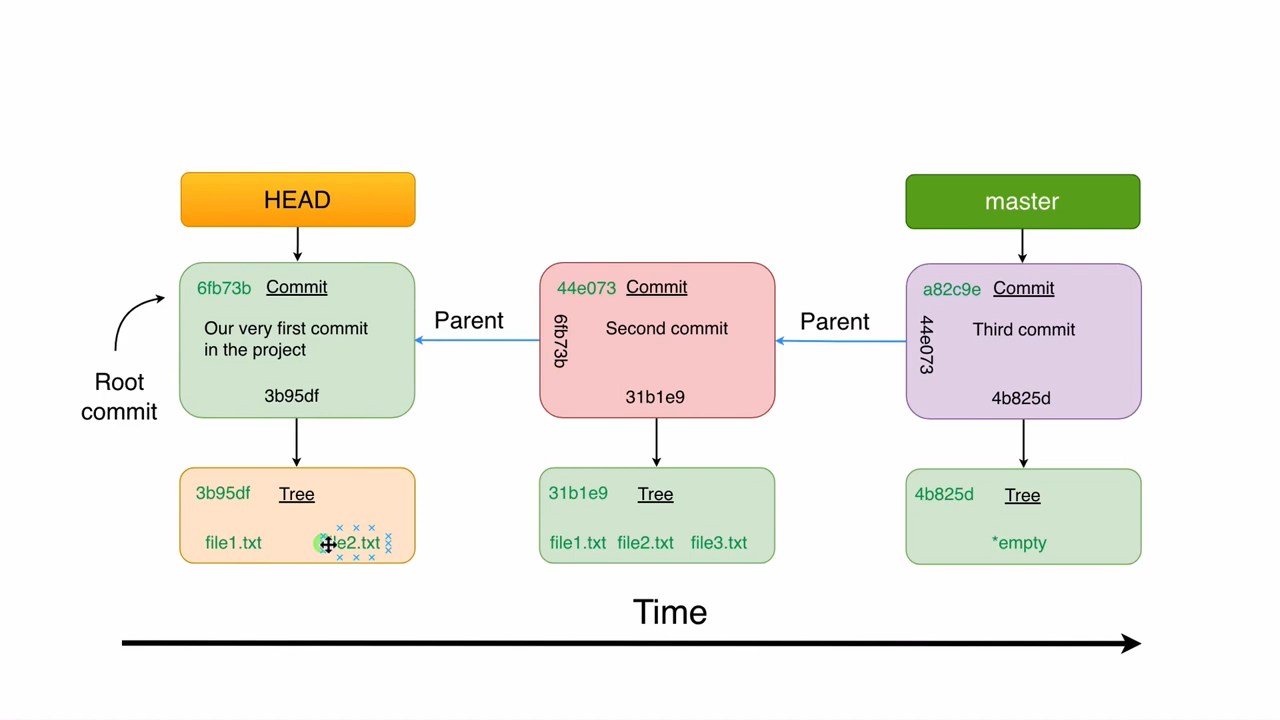 HEAD
master
6fb73b Commit
Our very first commit
in the project
3b95df
Parent
44e073 Commit
6fb73b
Second commit
31b1e9
Parent
a82c9e Commit
44e073
Third commit
4b825d
Root
commit
3b95df Tree
file1.txt
31b1e9 Tree
file1.txt file2.txt file3.txt
4b825d Tree
*empty
Time